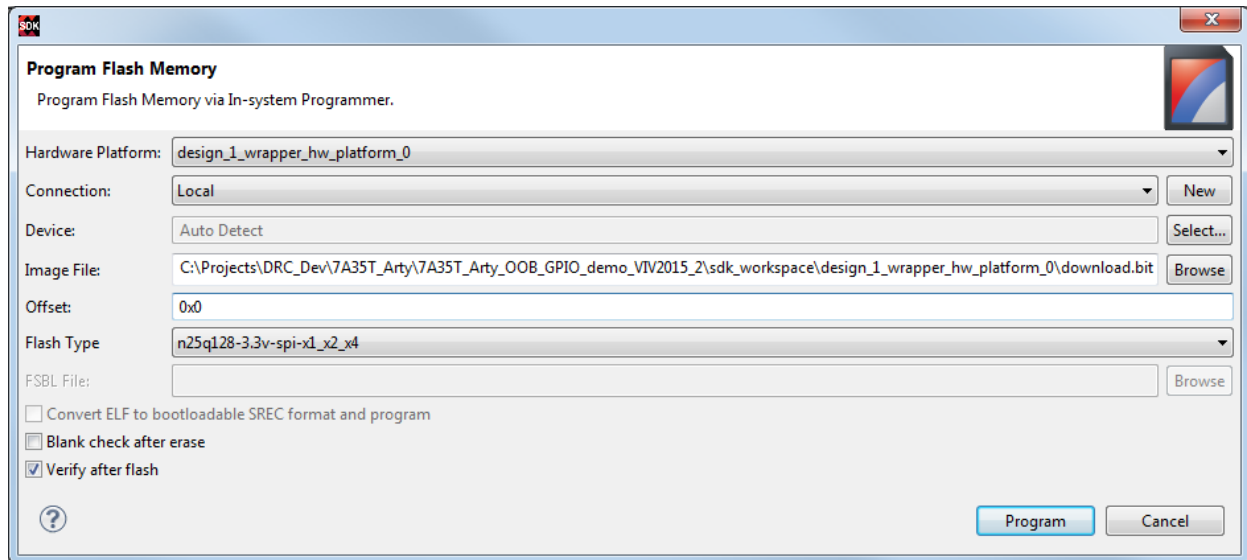 SDK
Program Flash Memory
Program Flash Memory via In-system Programmer.
Hardware Platform: design_1_wrapper_hw_platform_0
Connection: Local New
Device: Auto Detect Select...
Image File: C:\Projects\DRC_Dev\7A35T_Arty\7A35T_Arty_OOB_GPIO_demo_VIV2015_2\sdk_workspace\design_1_wrapper_hw_platform_0\download.bit Browse
Offset: 0x0
Flash Type n25q128-3.3v-spi-x1_x2_x4
FSBL File: Browse
Convert ELF to bootloadable SREC format and program
Blank check after erase
Verify after flash
? Program Cancel